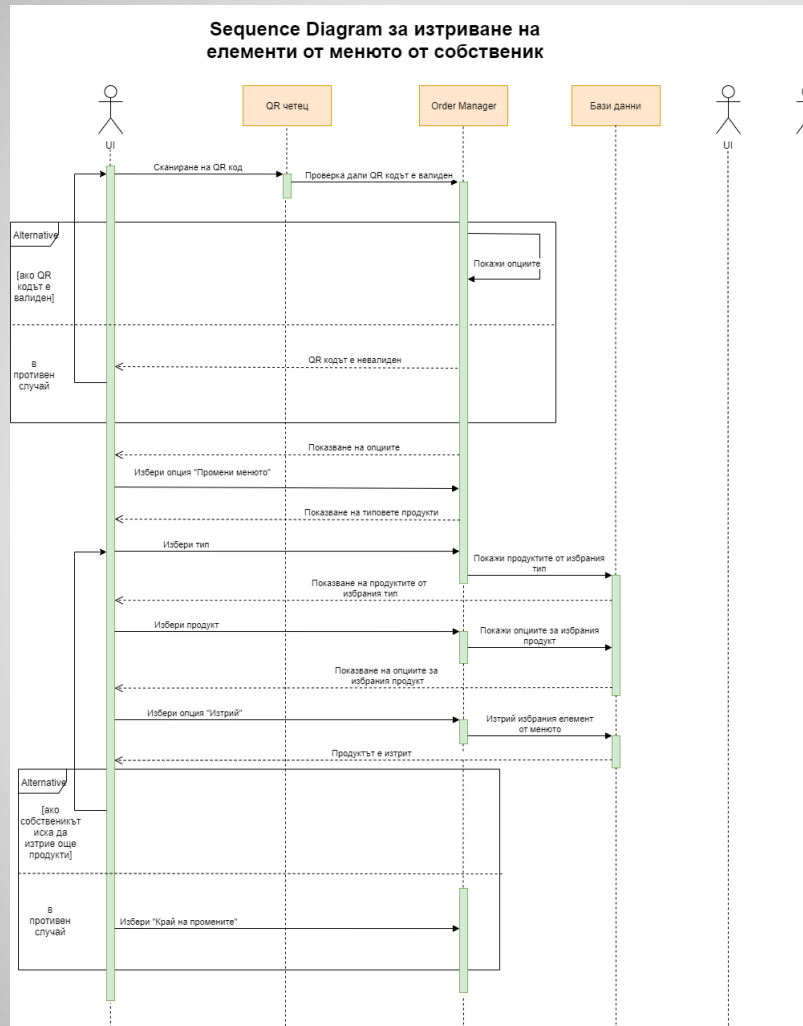 Sequence Diagram за изтриване на
елементи от менюто от собственик
QR четец
Order Manager
Бази данни
UI
UI
Сканиране на QR код
Проверка дали QR кодът е валиден
Alternative
Покажи опциите
[ако QR
кодът е
валиден]
QR кодът е невалиден
в
противен
случай
Показване на опциите
Избери опция "Промени менюто"
Показване на типовете продукти
Избери тип
Покажи продуктите от избрания
тип
Показване на продуктите от
избрания тип
Избери продукт
Покажи опциите за избрания
продукт
Показване на опциите за
избрания продукт
Избери опция "Изтрий"
Изтрий избрания елемент
от менюто
Продуктът е изтрит
Alternative
[ако
собственикът
иска да
изтрие още
продукти]
в
противен
случай
Избери "Край на промените"